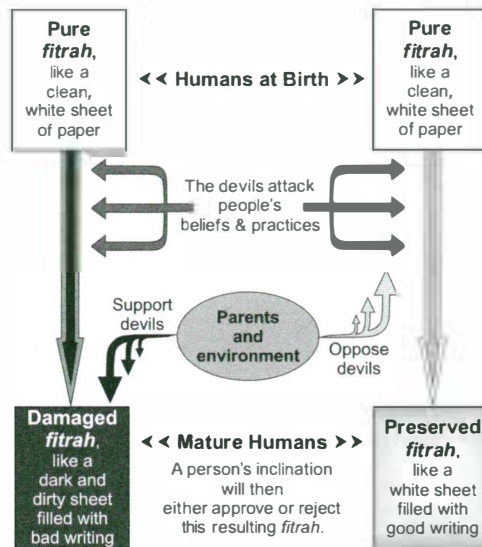 Pure
fitrah,
like a
clean,
white sheet
of paper
< < Humans at Birth > >
Pure
fitrah,
like a
clean,
white sheet
of paper
The devils attack
people's
beliefs & practices
Support
devils
Parents
and
environment
Oppose
devils
Damaged
fitrah,
like a
dark and
dirty sheet
filled with
bad writing
< < Mature Humans > >
A person's inclination
will then
either approve or reject
this resulting fitrah.
Preserved
fitrah,
like a
white sheet
filled with
good writing